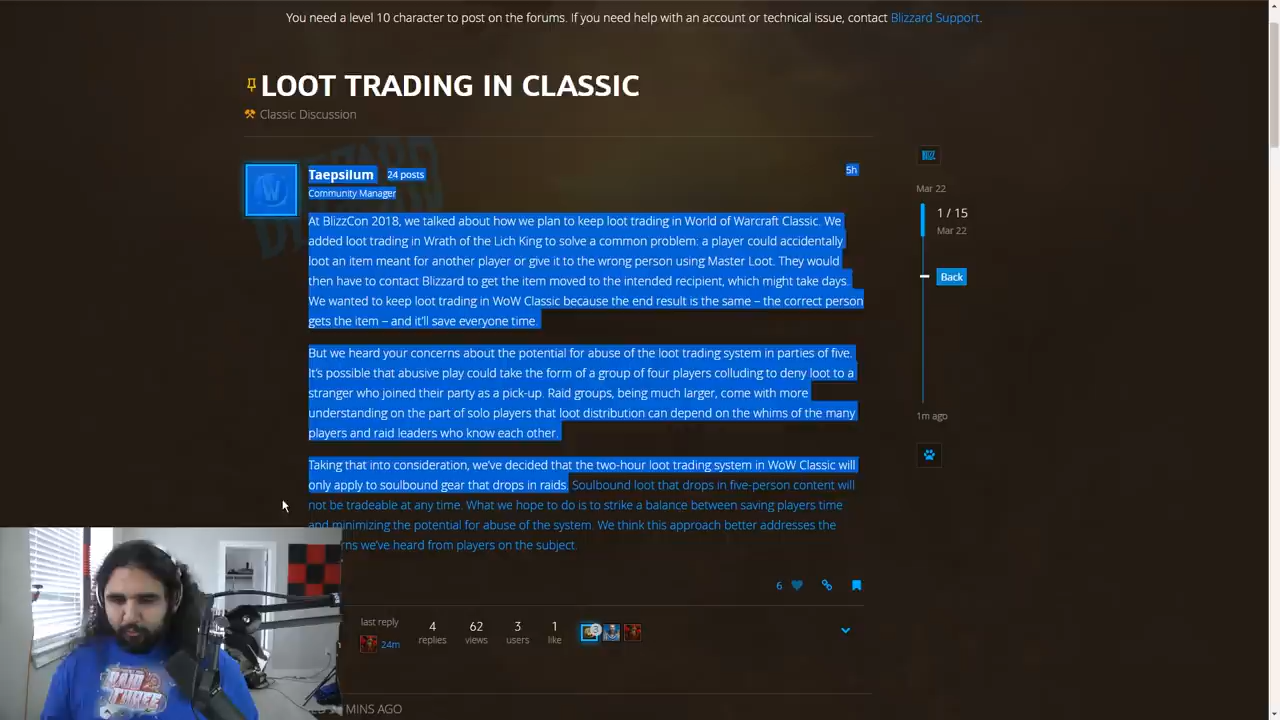 You need a level 10 character to post on the forums. If you need help with an account or technical issue, contact Blizzard Support.
LOOT TRADING IN CLASSIC
Classic Discussion
Taepsilum 24 posts 5h
Community Manager
At BlizzCon 2018, we talked about how we plan to keep loot trading in World of Warcraft Classic. We
added loot trading in Wrath of the Lich King to solve a common problem: a player could accidentally
loot an item meant for another player or give it to the wrong person using Master Loot. They would
then have to contact Blizzard to get the item moved to the intended recipient, which might take days.
We wanted to keep loot trading in WoW Classic because the end result is the same – the correct person
gets the item – and it'll save everyone time.
But we heard your concerns about the potential for abuse of the loot trading system in parties of five.
It's possible that abusive play could take the form of a group of four players colluding to deny loot to a
stranger who joined their party as a pick-up. Raid groups, being much larger, come with more
understanding on the part of solo players that loot distribution can depend on the whims of the many
players and raid leaders who know each other.
Taking that into consideration, we've decided that the two-hour loot trading system in WoW Classic will
only apply to soulbound gear that drops in raids. Soulbound loot that drops in five-person content will
not be tradeable at any time. What we hope to do is to strike a balance between saving players time
and minimizing the potential for abuse of the system. We think this approach better addresses the
we've heard from players on the subject.
6
last reply
24m
4
replies
62
views
3
users
1
like
3
MINS AGO
BLIZZ
Mar 22
1 / 15
Mar 22
Back
1m ago